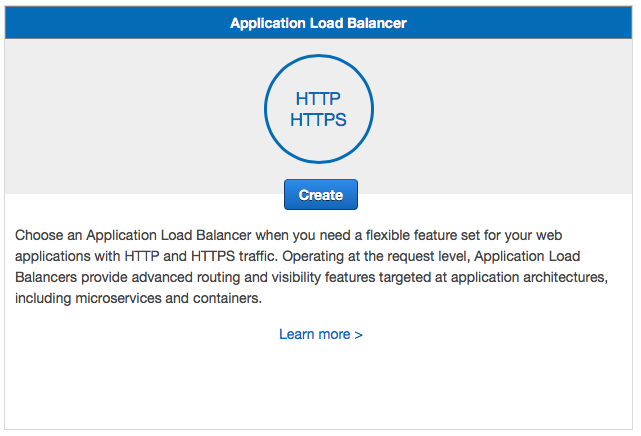 Application Load Balancer
HTTP
HTTPS
Create
Choose an Application Load Balancer when you need a flexible feature set for your web
applications with HTTP and HTTPS traffic. Operating at the request level, Application Load
Balancers provide advanced routing and visibility features targeted at application architectures,
including microservices and containers.
Learn more >